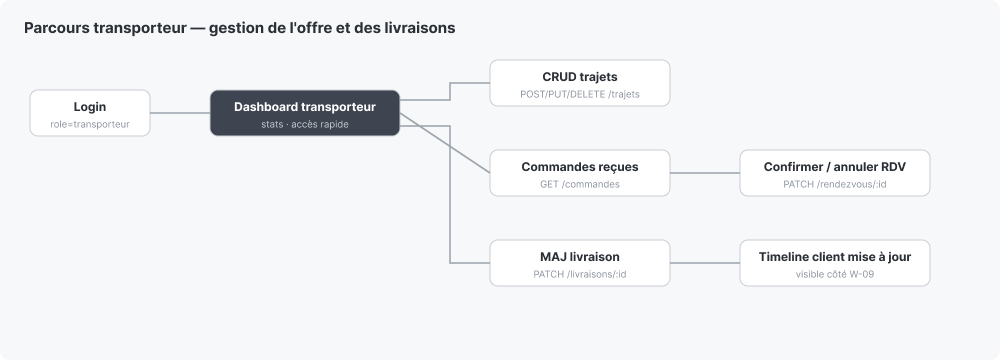 Parcours transporteur — gestion de l'offre et des livraisons
Login
role=transporteur
Dashboard transporteur
stats · accès rapide
CRUD trajets
POST/PUT/DELETE /trajets
Commandes reçues
GET /commandes
Confirmer / annuler RDV
PATCH /rendezvous/:id
MAJ livraison
PATCH /livraisons/:id
Timeline client mise à jour
visible côté W-09